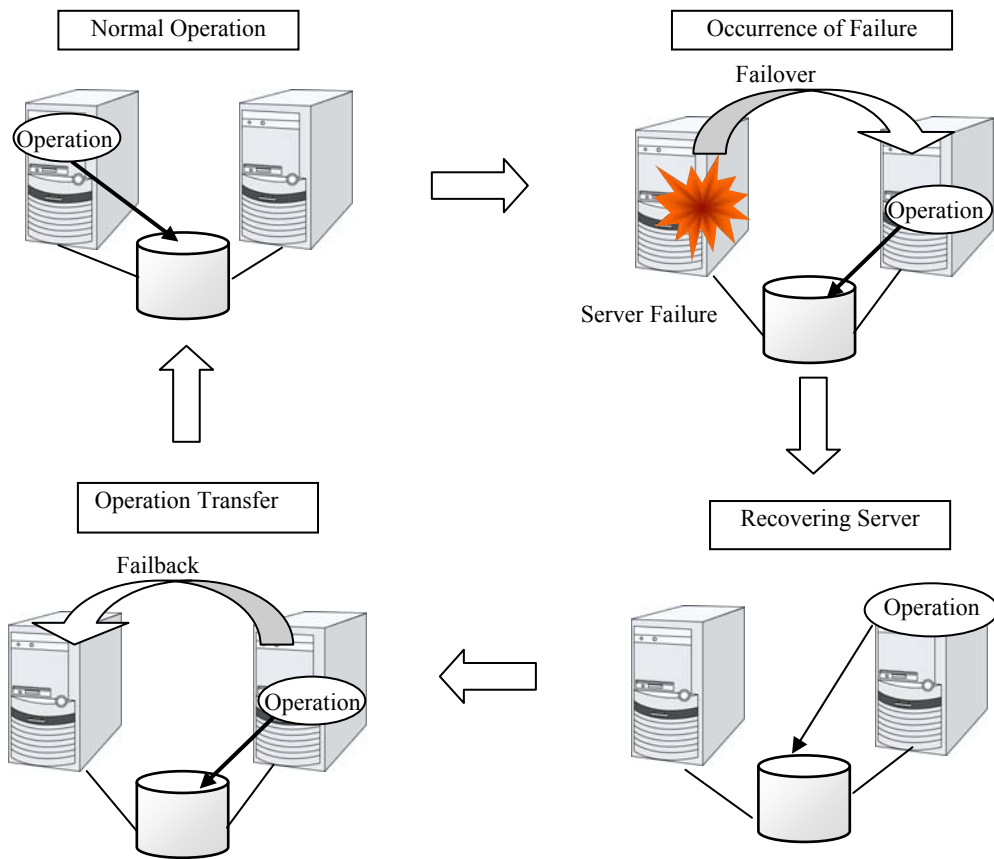 Normal Operation
Occurrence of Failure
Failover
Operation
Operation
Server Failure
Operation Transfer
Recovering Server
Failback
Operation
Operation